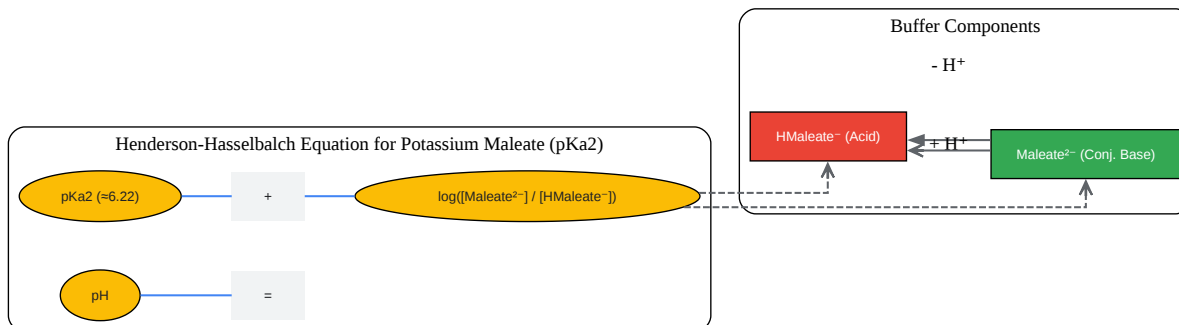 Buffer Components
- H⁺
HMaleate⁻ (Acid)
+ H⁺
Maleate²⁻ (Conj. Base)
Henderson-Hasselbalch Equation for Potassium Maleate (pKa2)
pKa2 (≈6.22)
+
log([Maleate²⁻] / [HMaleate⁻])
pH
=